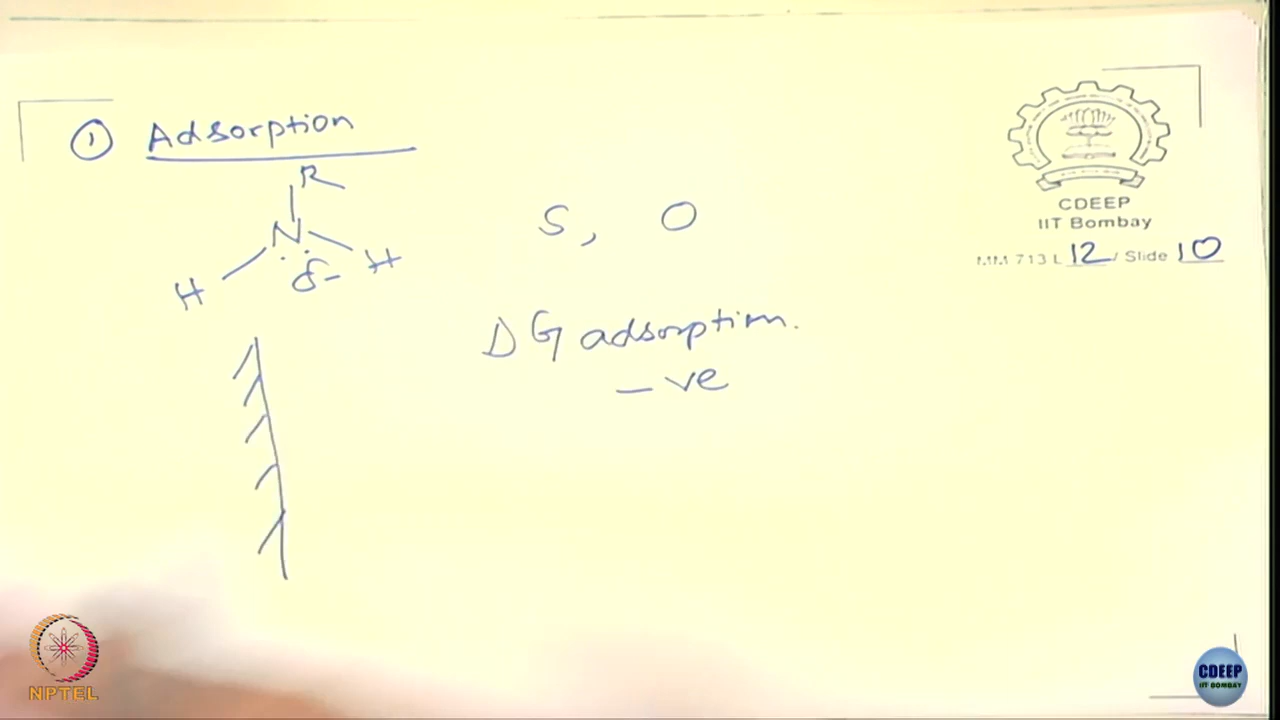 ① Adsorption
R
N
H
δ-
H
S, O
ΔG adsorption.
-ve
CDEEP
IIT Bombay
MM 713 L 12 / Slide 10
NPTEL
CDEEP
IIT BOMBAY